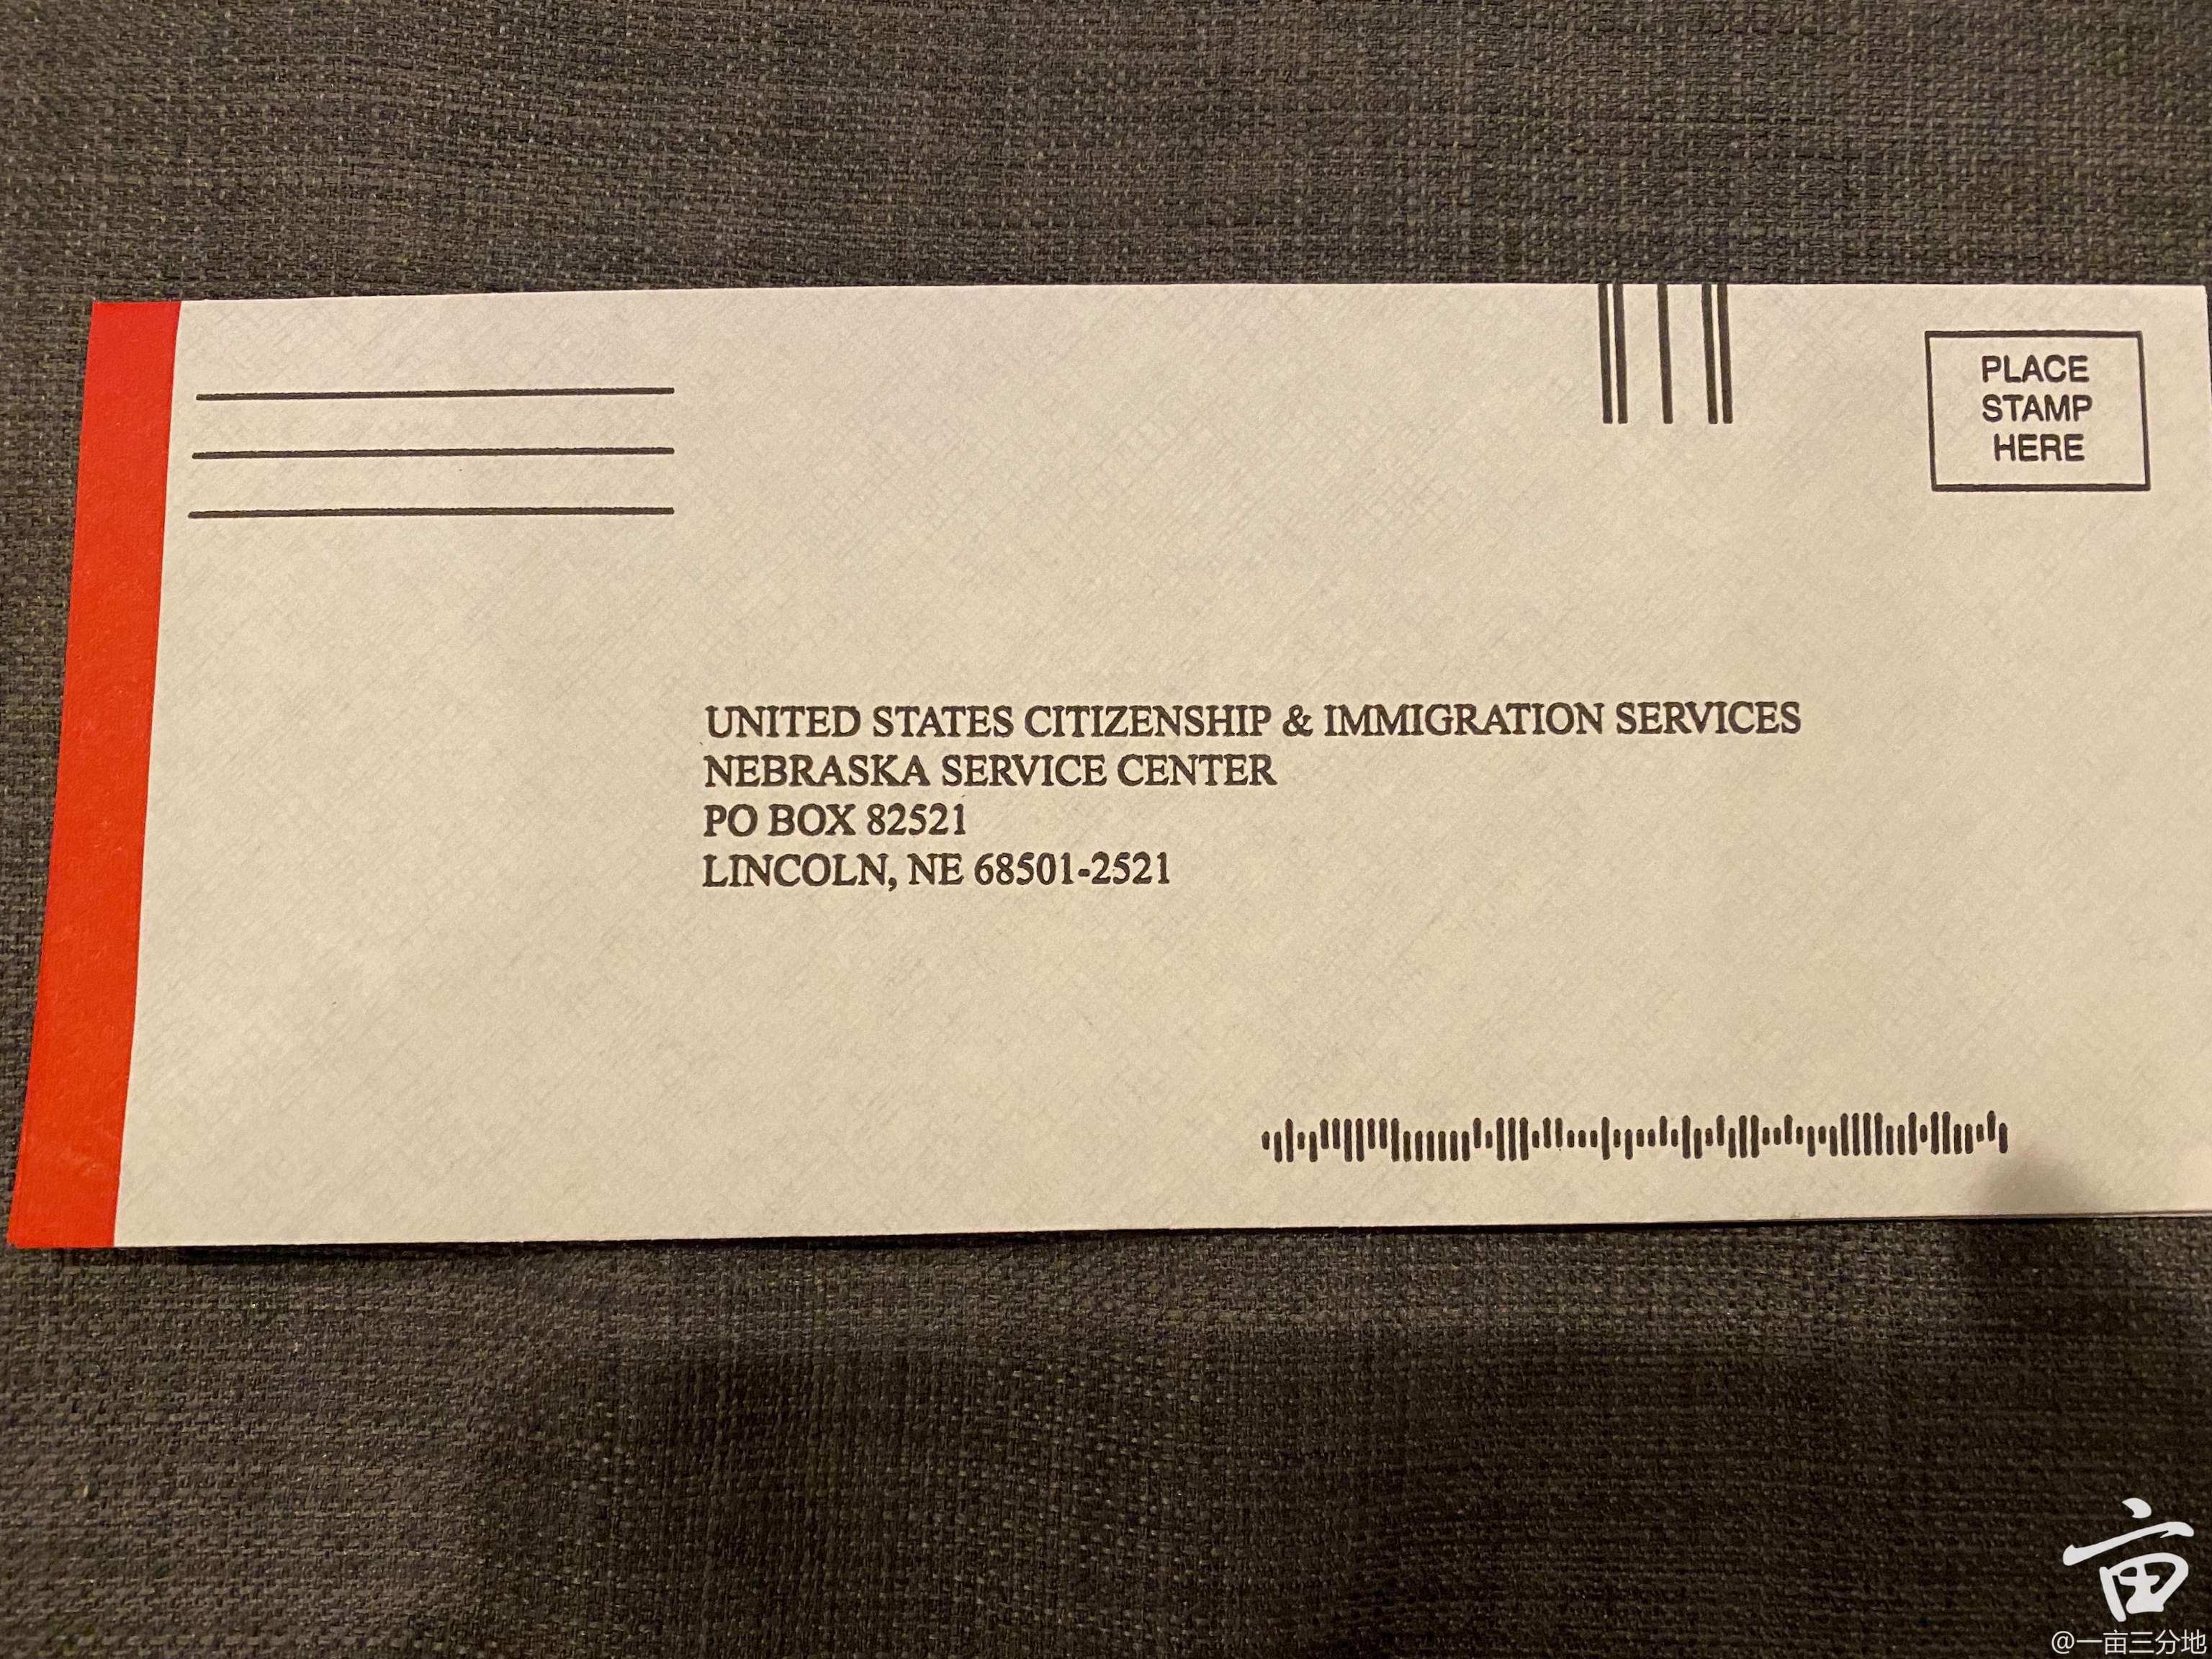 PLACE
STAMP
HERE
UNITED STATES CITIZENSHIP & IMMIGRATION SERVICES
NEBRASKA SERVICE CENTER
PO BOX 82521
LINCOLN, NE 68501-2521
亩
@一亩三分地